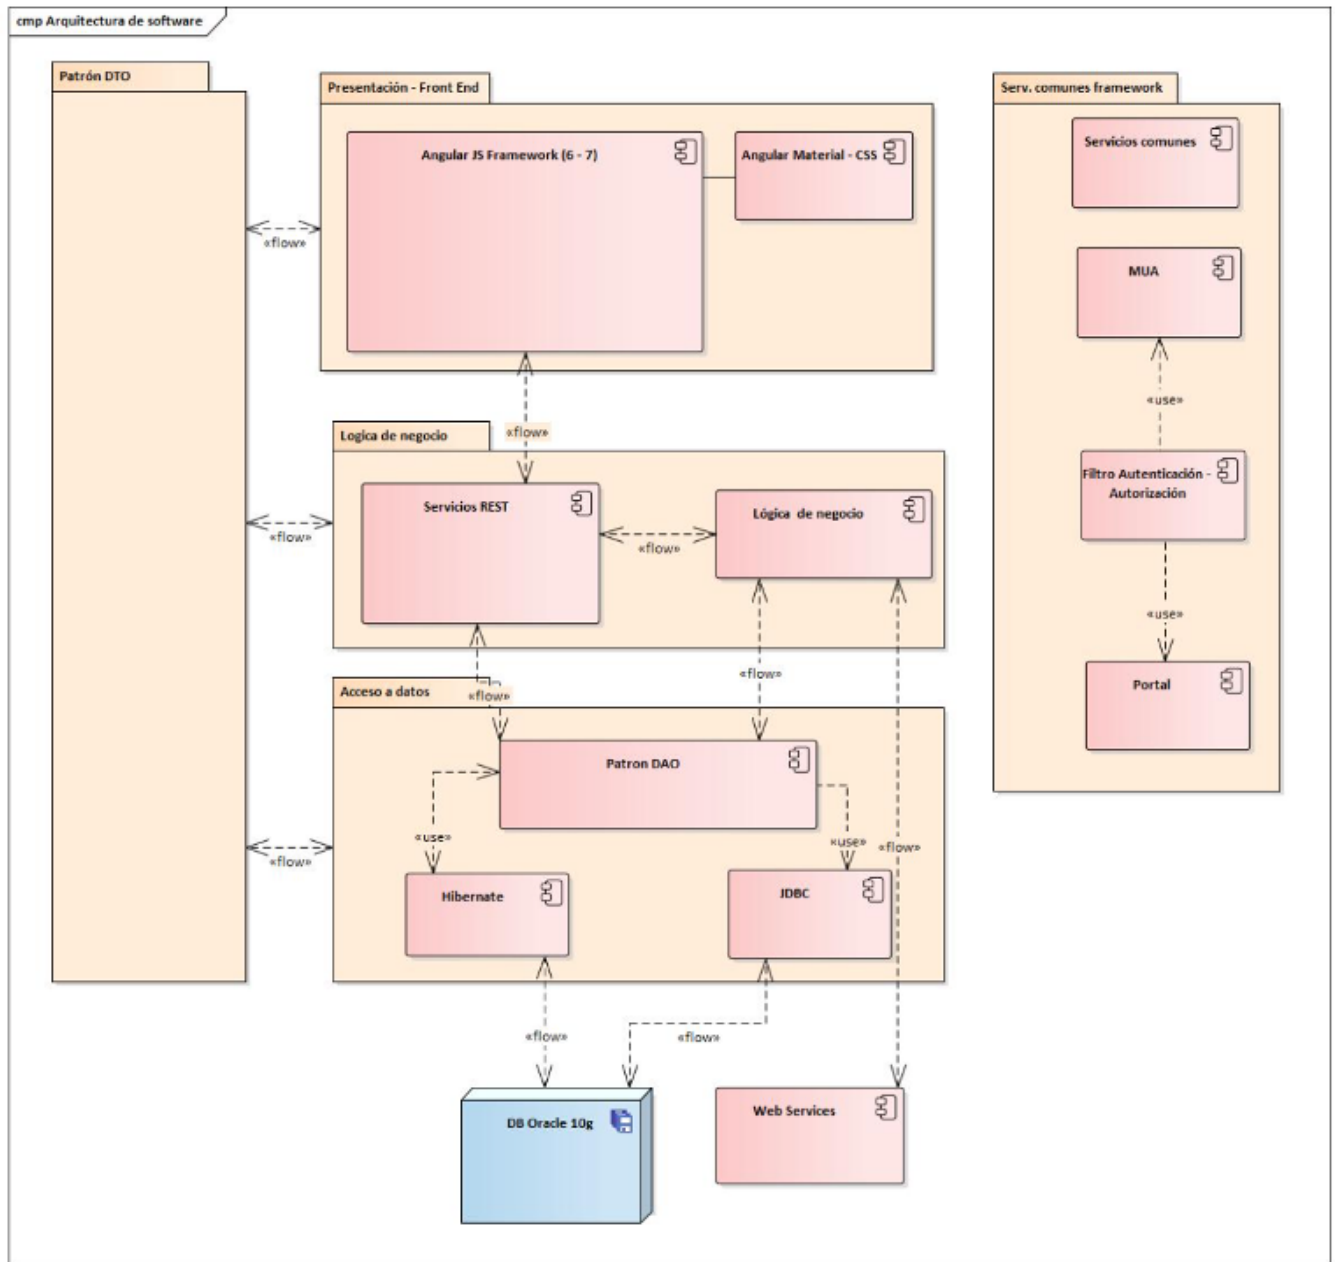 cmp Arquitectura de software
Patrón DTO
Presentación - Front End
Serv. comunes framework
Angular JS Framework (6 - 7)
Angular Material - CSS
Servicios comunes
«flow»
MUA
«use»
«flow»
Logica de negocio
Servicios REST
Lógica de negocio
Filtro Autenticación -
Autorización
«flow»
«flow»
«use»
«flow»
Portal
Acceso a datos
«flow»
Patron DAO
«use»
«use»
«flow»
«flow»
Hibernate
JDBC
«flow»
«flow»
DB Oracle 10g
Web Services